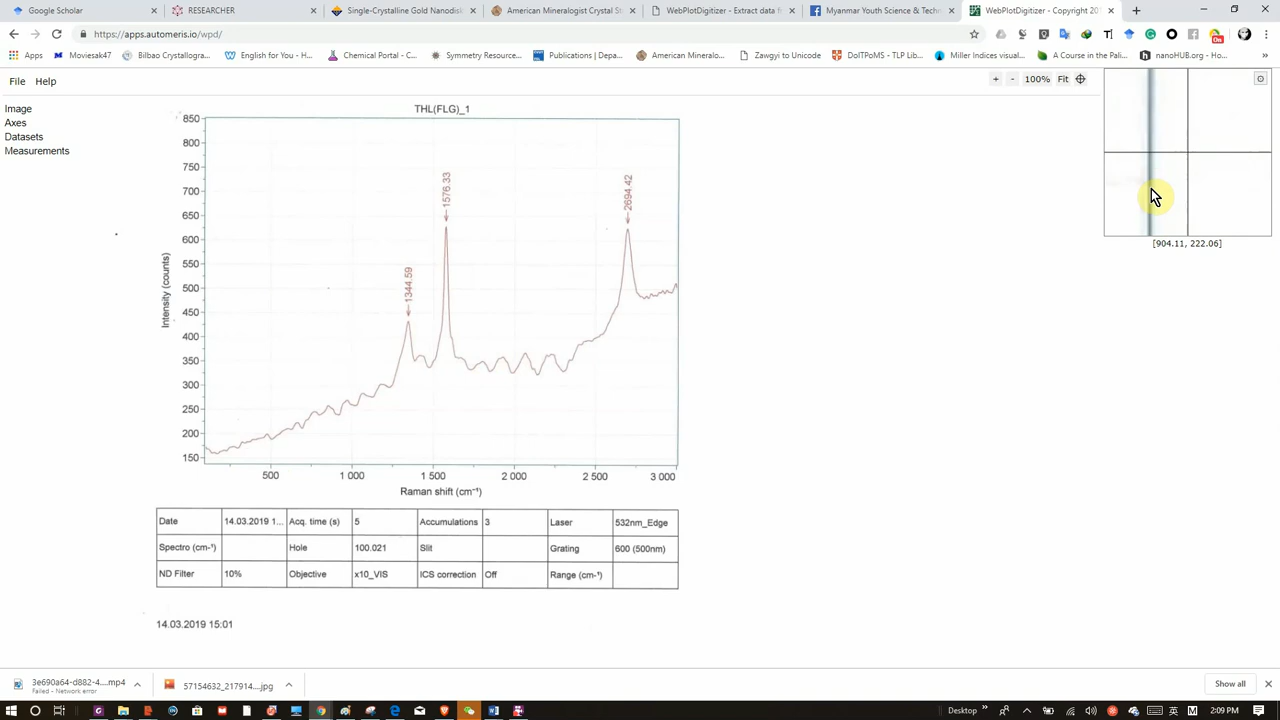 Google Scholar
RESEARCHER
Single-Crystalline Gold Nanodisk
American Mineralogist Crystal St
WebPlotDigitizer - Extract data f
Myanmar Youth Science & Techn
WebPlotDigitizer - Copyright 20
https://apps.automeris.io/wpd/
Apps
Moviesak47
Bilbao Crystallogra...
English for You - H...
Chemical Portal - C...
Symmetry Resource...
Publications | Depa...
American Mineralo...
Zawgyi to Unicode
DoITPoMS - TLP Lib...
Miller Indices visual...
A Course in the Pali...
nanoHUB.org - Ho...
File
Help
+
-
100%
Fit
Image
Axes
Datasets
Measurements
[904.11, 222.06]
THL(FLG)_1
850
800
750
700
650
600
550
500
450
400
350
300
250
200
150
Intensity (counts)
1344.59
1576.33
2694.42
500
1 000
1 500
2 000
2 500
3 000
Raman shift (cm⁻¹)
Date 14.03.2019 1... Acq. time (s) 5 Accumulations 3 Laser 532nm_Edge
Spectro (cm-¹) Hole 100.021 Slit Grating 600 (500nm)
ND Filter 10% Objective x10_VIS ICS correction Off Range (cm-¹)
14.03.2019 15:01
3e690a64-d882-4....mp4
Failed - Network error
57154632_217914....jpg
Show all
Desktop
2:09 PM